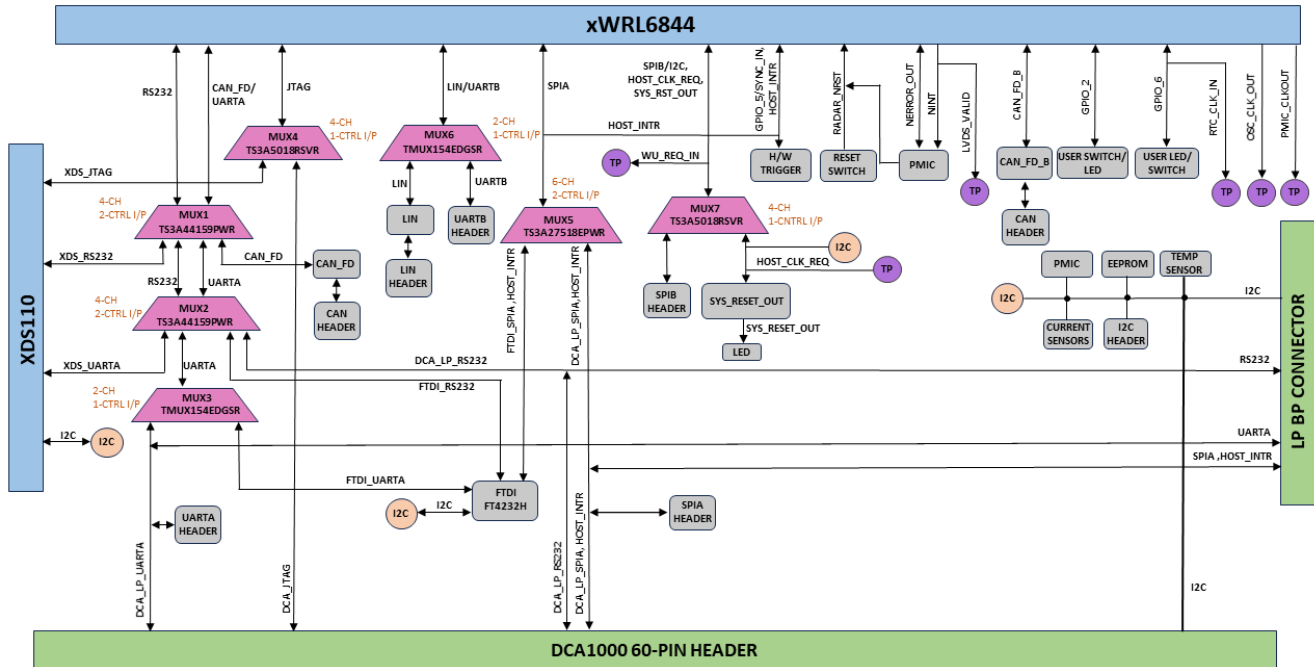 xWRL6844
RS232
CAN_FD/
UARTA
JTAG
LIN/UARTB
SPIA
SPIB/I2C,
HOST_CLK_REQ,
SYS_RST_OUT
GPIO_5/SYNC_IN,
HOST_INTR
RADAR_NRST
NERROR_OUT
NINT
LVDS_VALID
CAN_FD_B
GPIO_2
GPIO_6
RTC_CLK_IN
OSC_CLK_OUT
PMIC_CLKOUT
4-CH
1-CTRL I/P
MUX4
TS3A5018RSVR
2-CH
1-CTRL I/P
MUX6
TMUX154EDGSR
HOST_INTR
WU_REQ_IN
TP
H/W
TRIGGER
RESET
SWITCH
PMIC
TP
CAN_FD_B
USER SWITCH/
LED
USER LED/
SWITCH
TP
TP
TP
XDS110
XDS_JTAG
4-CH
2-CTRL I/P
MUX1
TS3A44159PWR
LIN
UARTB
LIN
UARTB
HEADER
LIN
HEADER
6-CH
2-CTRL I/P
MUX5
TS3A27518EPWR
MUX7
TS3A5018RSVR
4-CH
1-CNTRL I/P
CAN
HEADER
XDS_RS232
RS232
UARTA
CAN_FD
CAN_FD
CAN
HEADER
I2C
HOST_CLK_REQ
TP
SPIB
HEADER
SYS_RESET_OUT
SYS_RESET_OUT
LED
PMIC
EEPROM
TEMP
SENSOR
I2C
I2C
CURRENT
SENSORS
I2C
HEADER
LP BP CONNECTOR
4-CH
2-CTRL I/P
MUX2
TS3A44159PWR
FTDI_SPIA ,HOST_INTR
DCA_LP_SPIA,HOST_INTR
XDS_UARTA
UARTA
DCA_LP_RS232
RS232
FTDI_RS232
2-CH
1-CTRL I/P
MUX3
TMUX154EDGSR
I2C
I2C
UARTA
SPIA ,HOST_INTR
FTDI_UARTA
FTDI
FT4232H
I2C
I2C
SPIA
HEADER
UARTA
HEADER
DCA_LP_UARTA
DCA_JTAG
DCA_LP_RS232
DCA_LP_SPIA, HOST_INTR
I2C
DCA1000 60-PIN HEADER